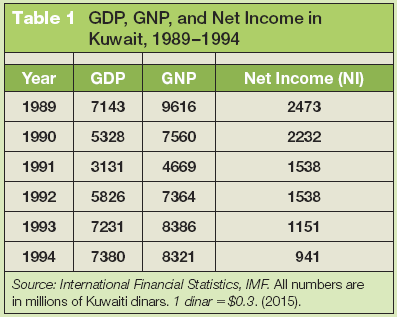 Table 1 GDP, GNP, and Net Income in
Kuwait, 1989–1994
Year GDP GNP Net Income (NI)
1989 7143 9616 2473
1990 5328 7560 2232
1991 3131 4669 1538
1992 5826 7364 1538
1993 7231 8386 1151
1994 7380 8321 941
Source: International Financial Statistics, IMF. All numbers are
in millions of Kuwaiti dinars. 1 dinar = $0.3. (2015).